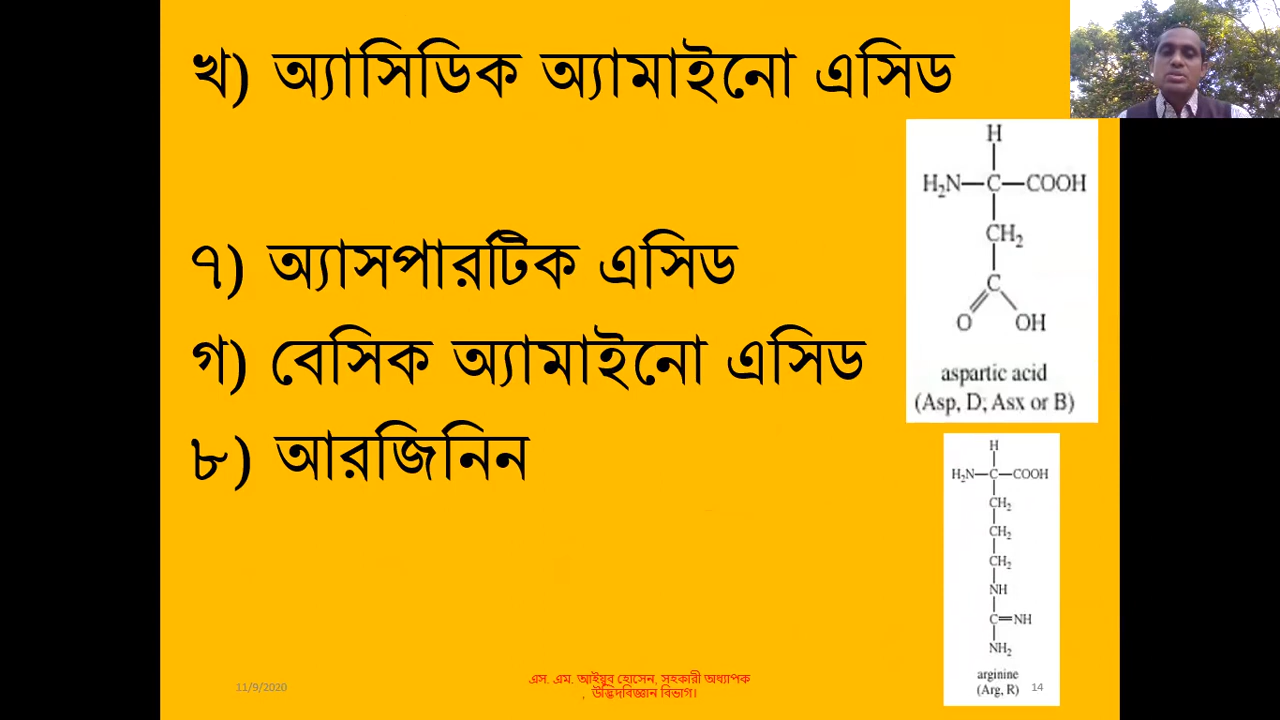 খ) অ্যাসিডিক অ্যামাইনো এসিড
৭) অ্যাসপারটিক এসিড
গ) বেসিক অ্যামাইনো এসিড
৮) আরজিনিন
H
H₂N—C—COOH
CH₂
C
O OH
aspartic acid
(Asp, D; Asx or B)
H
H₂N—C—COOH
CH₂
CH₂
CH₂
NH
C=NH
NH₂
arginine
(Arg, R)
11/9/2020
এস. এম. আইয়ুব হোসেন, সহকারী অধ্যাপক
, উদ্ভিদবিজ্ঞান বিভাগ।
14